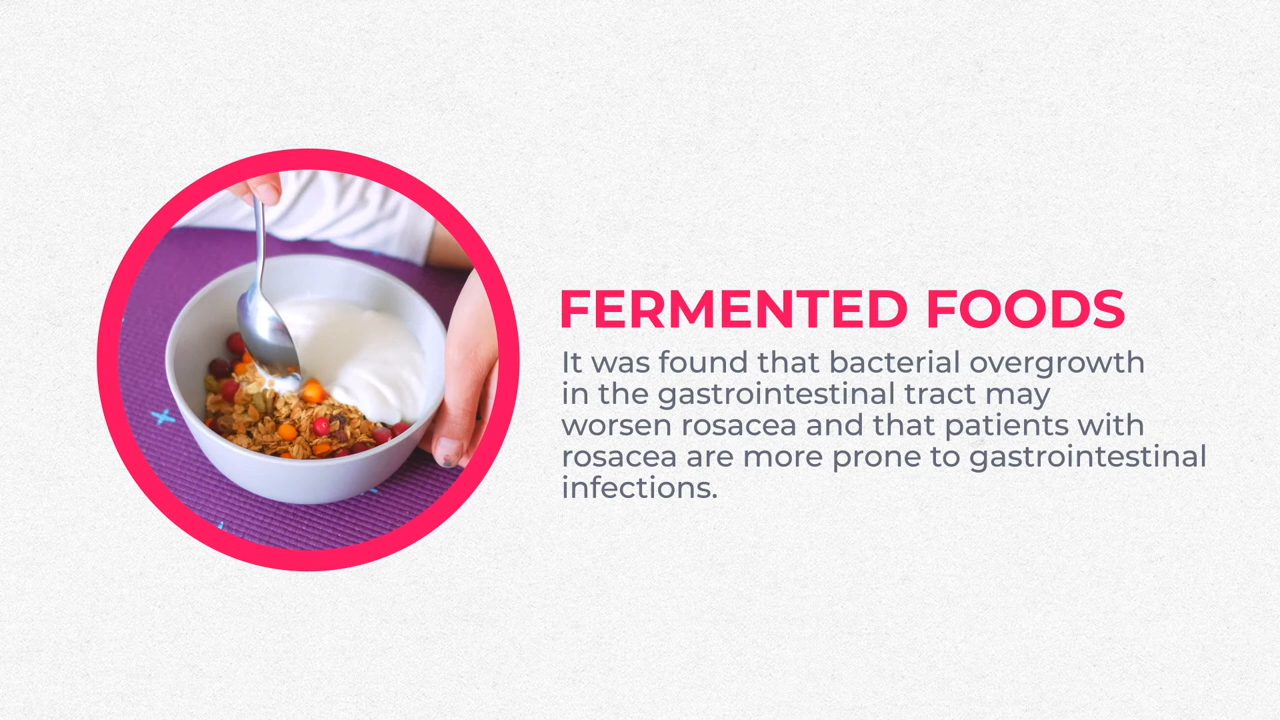 FERMENTED FOODS
It was found that bacterial overgrowth
in the gastrointestinal tract may
worsen rosacea and that patients with
rosacea are more prone to gastrointestinal
infections.